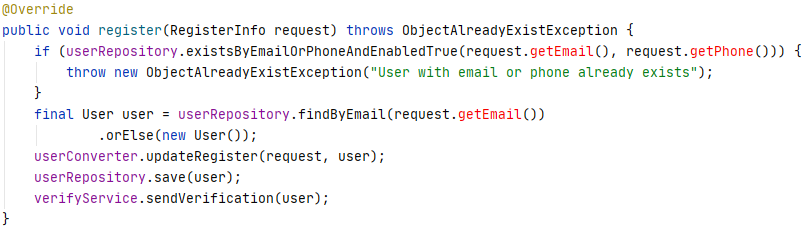 @Override
public void register(RegisterInfo request) throws ObjectAlreadyExistException {
    if (userRepository.existsByEmailOrPhoneAndEnabledTrue(request.getEmail(), request.getPhone())) {
        throw new ObjectAlreadyExistException("User with email or phone already exists");
    }
    final User user = userRepository.findByEmail(request.getEmail())
            .orElse(new User());
    userConverter.updateRegister(request, user);
    userRepository.save(user);
    verifyService.sendVerification(user);
}